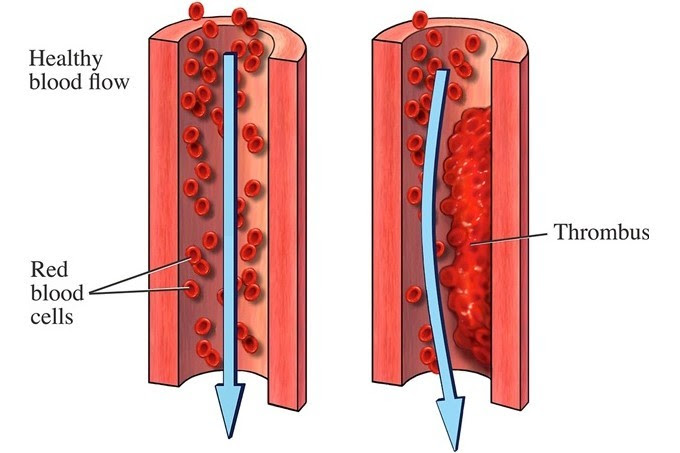 Healthy
blood flow
Red
blood
cells
Thrombus